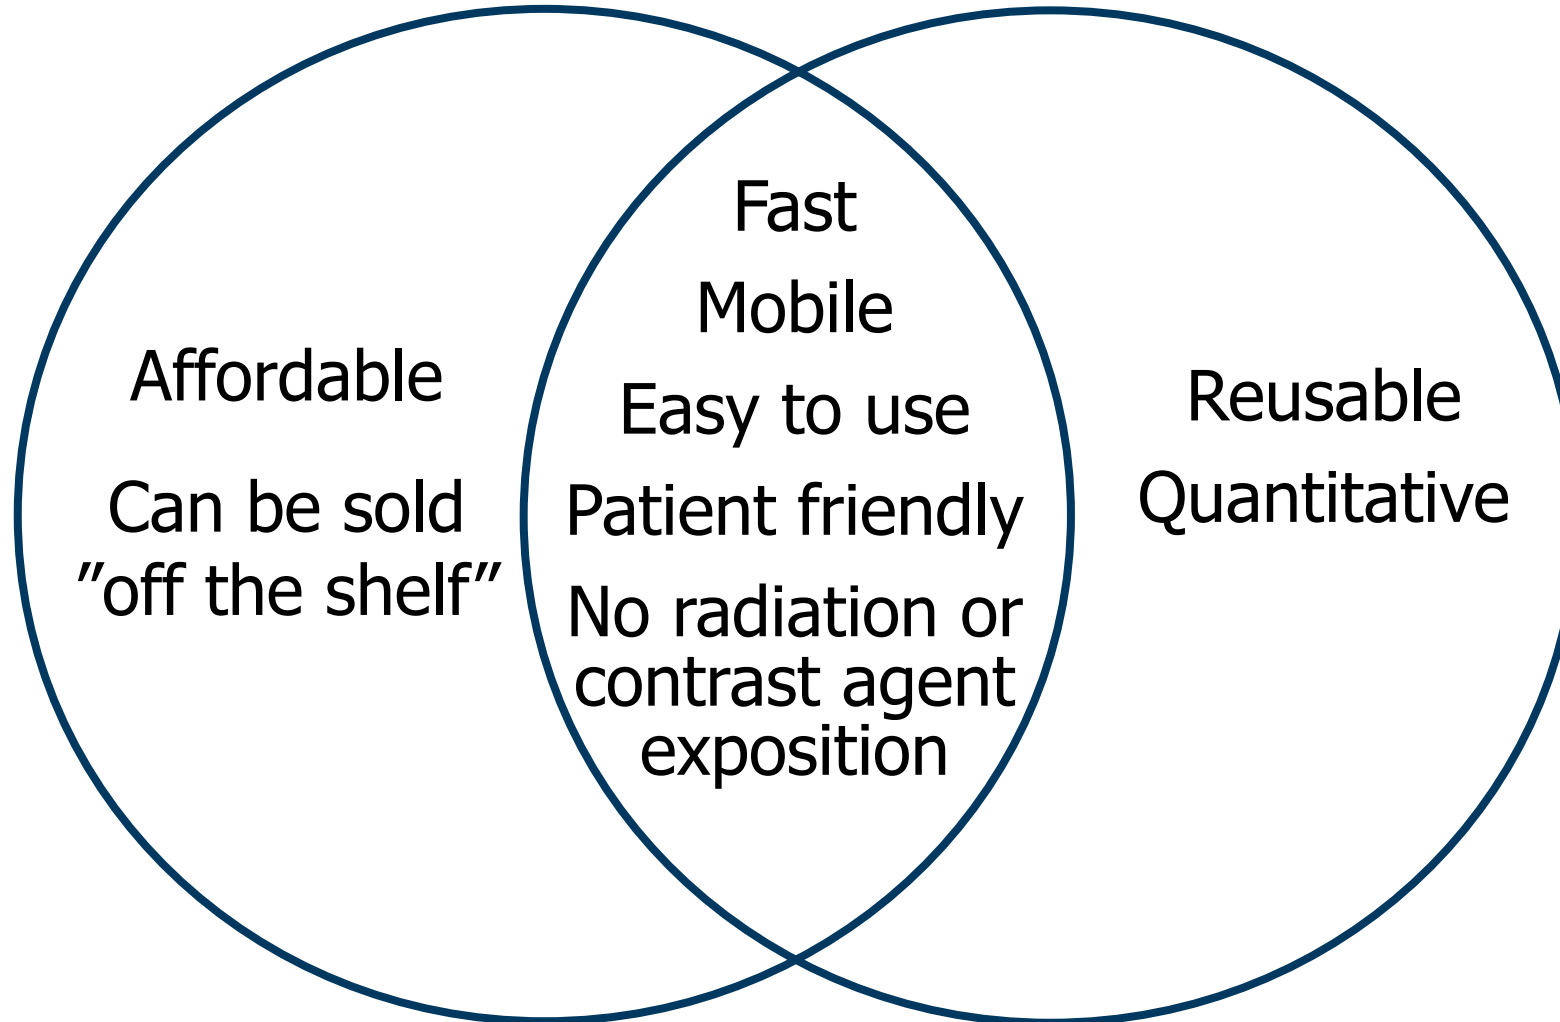 Affordable
Can be sold
”off the shelf”
Fast
Mobile
Easy to use
Patient friendly
No radiation or
contrast agent
exposition
Reusable
Quantitative